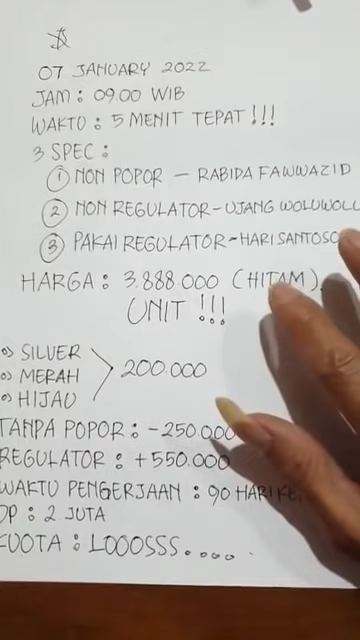 07 JANUARY 2022
JAM : 09.00 WIB
WAKTU : 5 MENIT TEPAT !!!
3 SPEC :
1 NON POPOR – RABIDA FAWWAZID
2 NON REGULATOR - UJANG WOLUWOLU
3 PAKAI REGULATOR - HARI SANTOSO
HARGA : 3.888.000 (HITAM).
UNIT !!!
SILVER
MERAH
HIJAU
200.000
TANPA POPOR : -250.000
REGULATOR : +550.000
WAKTU PENGERJAAN : 90 HARI
DP : 2 JUTA
KUOTA : LOOOSSS....